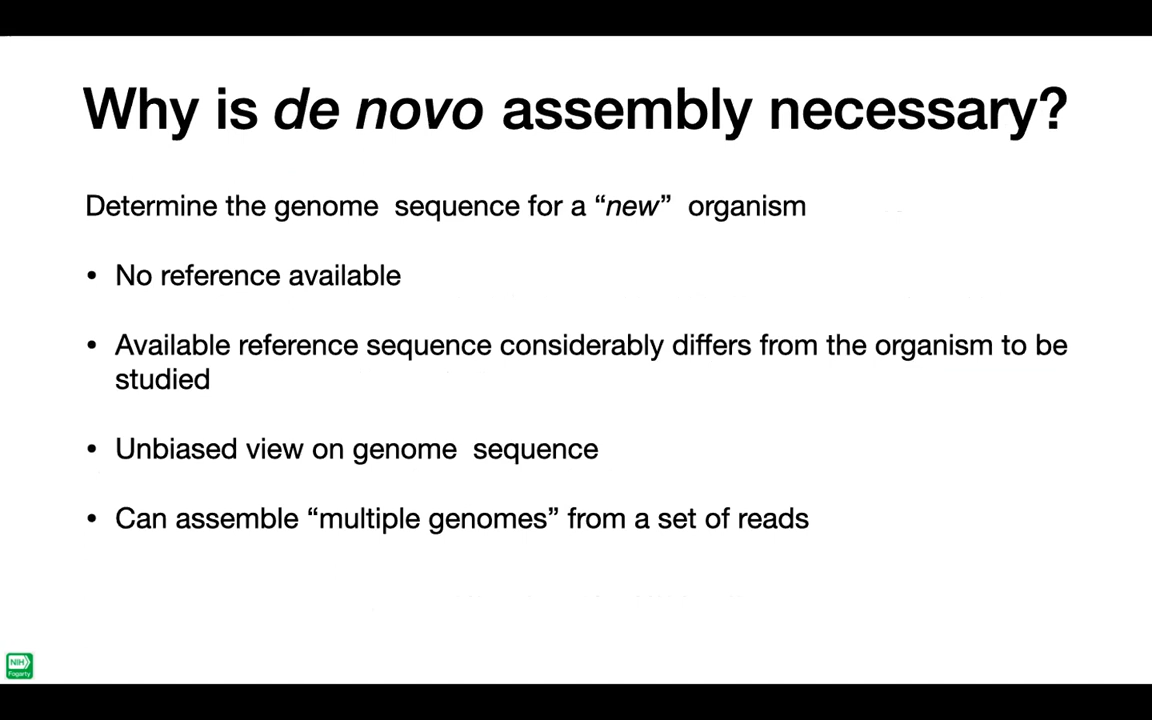 Why is de novo assembly necessary?
Determine the genome sequence for a “new” organism
• No reference available
• Available reference sequence considerably differs from the organism to be
studied
• Unbiased view on genome sequence
• Can assemble “multiple genomes” from a set of reads
NIH
Fogarty